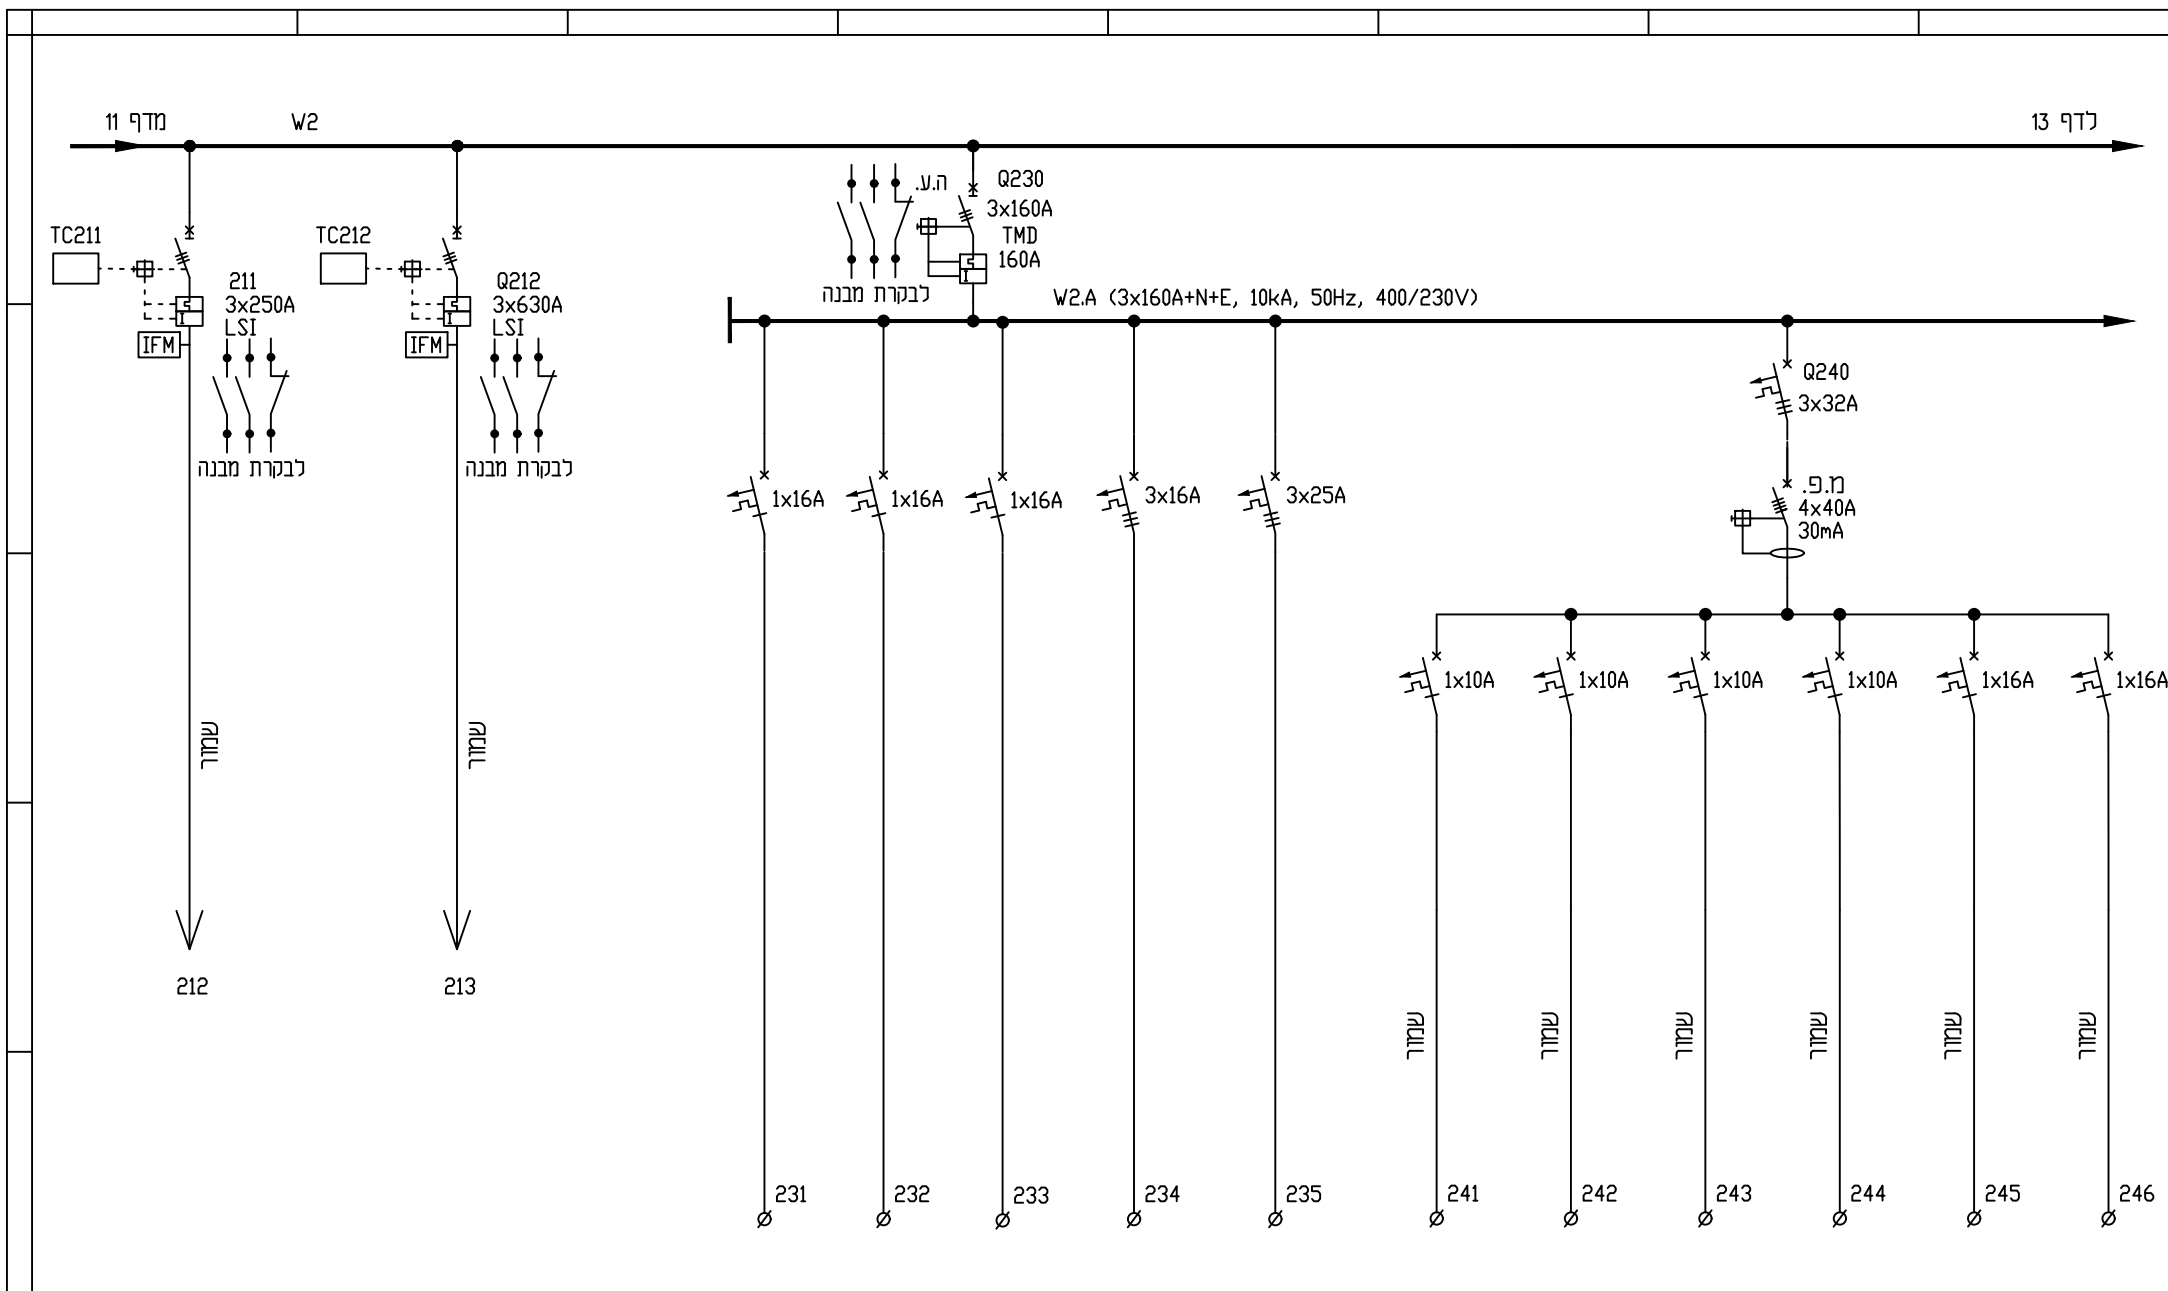 מדף 11
W2
לדף 13
TC211
211
3x250A
LSI
IFM
לבקרת מבנה
שמור
212
TC212
Q212
3x630A
LSI
IFM
לבקרת מבנה
שמור
213
ה.ע.
לבקרת מבנה
Q230
3x160A
TMD
160A
W2.A (3x160A+N+E, 10kA, 50Hz, 400/230V)
1x16A
1x16A
1x16A
3x16A
3x25A
Q240
3x32A
מ.פ.
4x40A
30mA
1x10A
1x10A
1x10A
1x10A
1x16A
1x16A
שמור
שמור
שמור
שמור
שמור
שמור
231
232
233
234
235
241
242
243
244
245
246